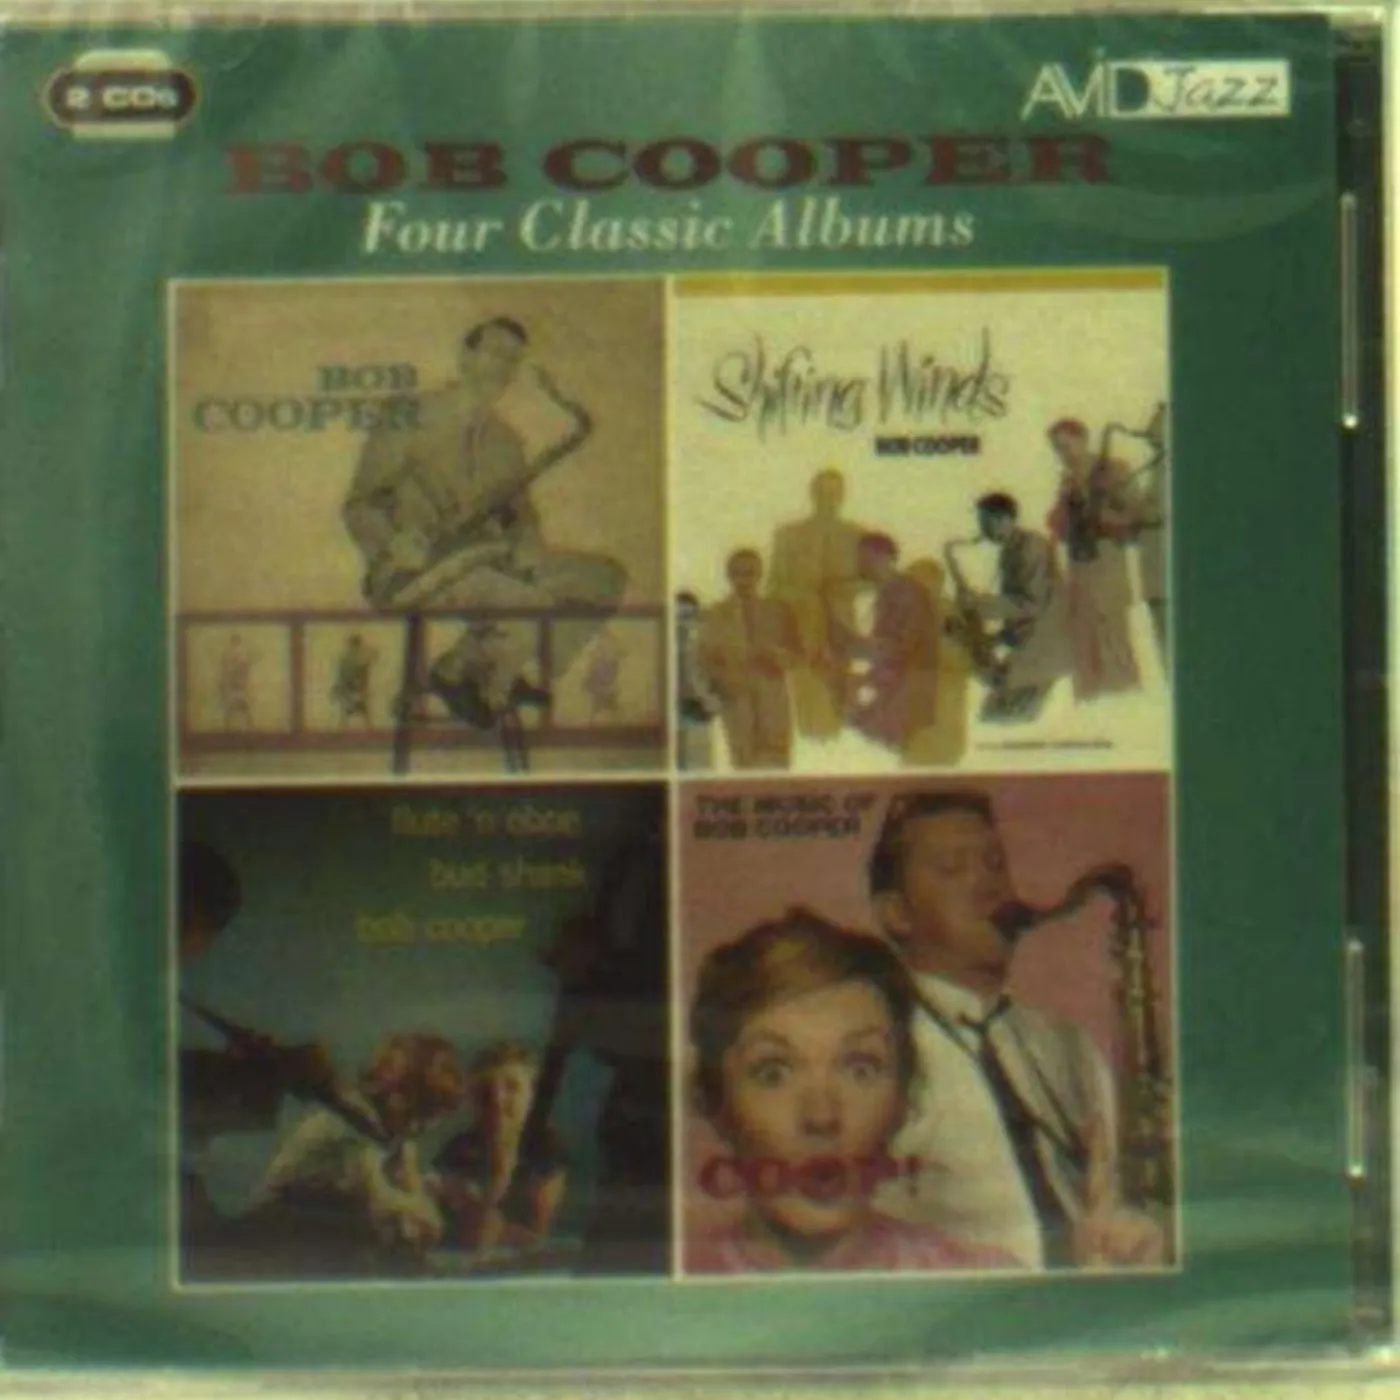 2 CDs
AVID Jazz
BOB COOPER
Four Classic Albums
BOB
COOPER
Shifting Winds
BOB COOPER
flute 'n oboe
bud shank
bob cooper
THE MUSIC OF
BOB COOPER
COOP!